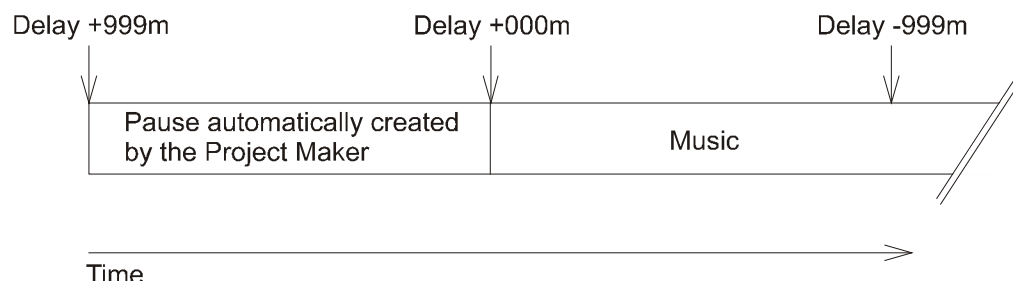 Delay +999m
Delay +000m
Delay -999m
Pause automatically created
by the Project Maker
Music
Time